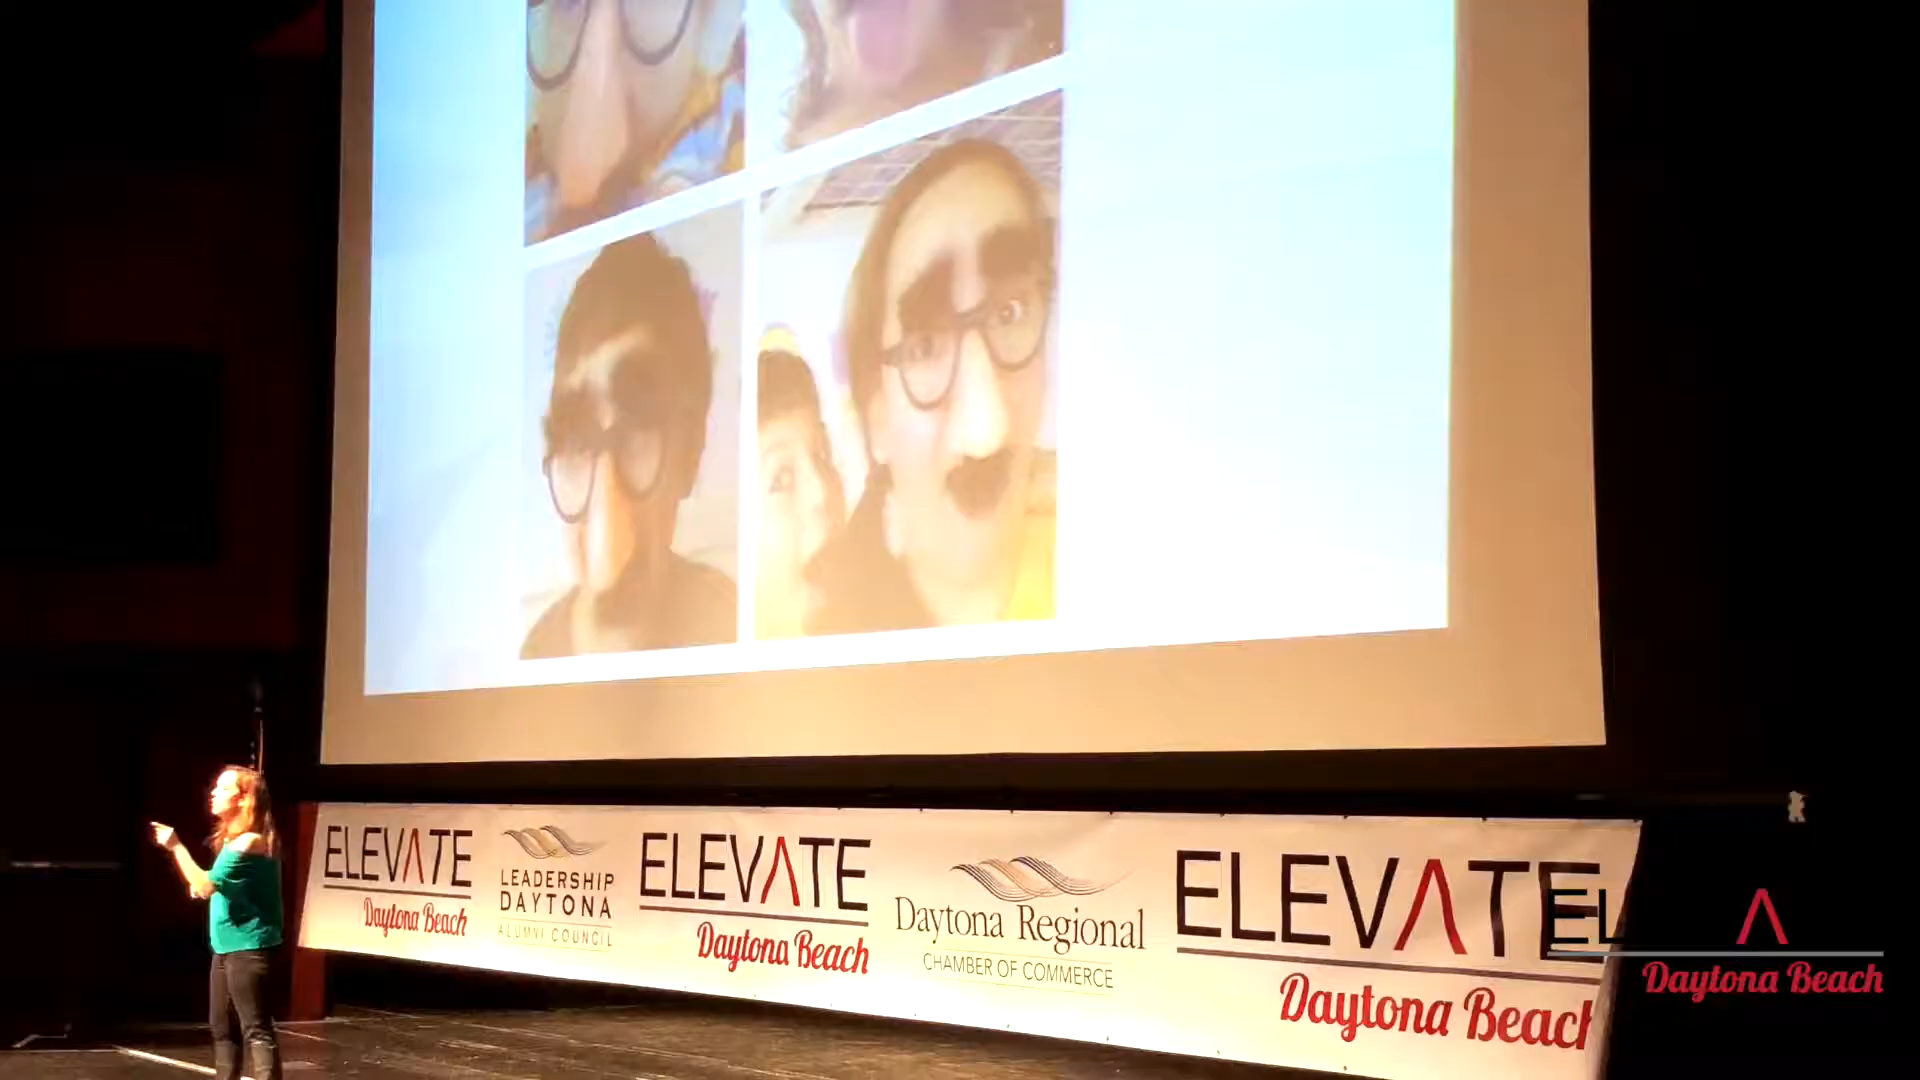 ELEVATE
Daytona Beach
LEADERSHIP
DAYTONA
ALUMNI COUNCIL
ELEVATE
Daytona Beach
Daytona Regional
CHAMBER OF COMMERCE
ELEVATE
Daytona Beach
EL Λ
Daytona Beach